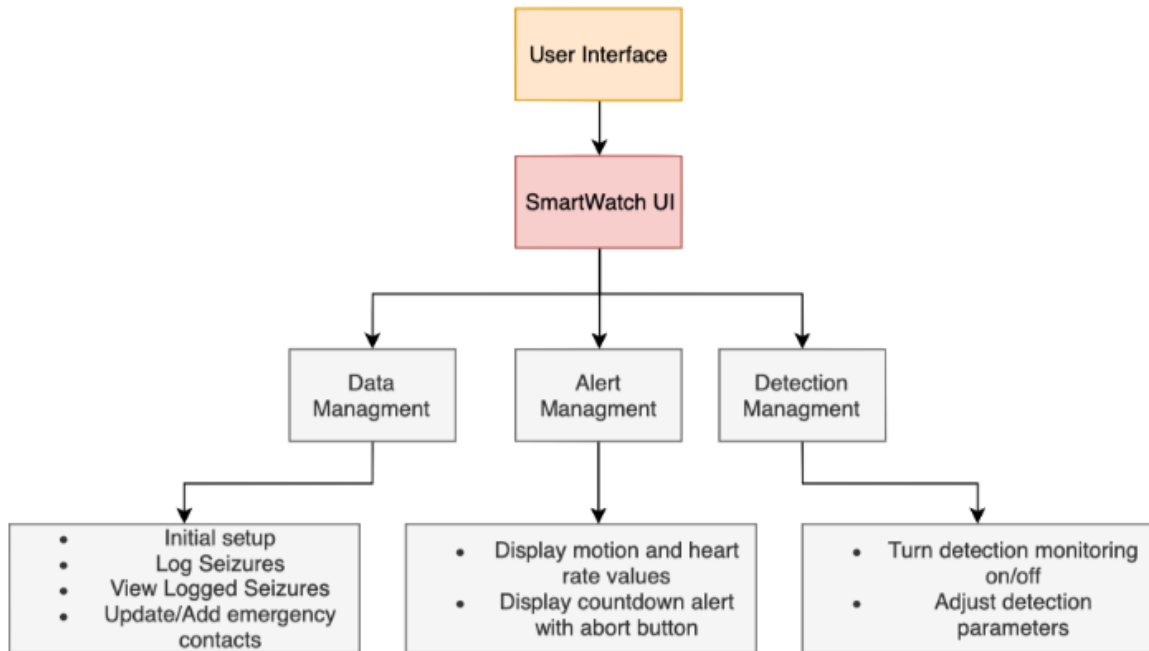 User Interface
SmartWatch UI
Data
Managment
Alert
Managment
Detection
Managment
• Initial setup
• Log Seizures
• View Logged Seizures
• Update/Add emergency
contacts
• Display motion and heart
rate values
• Display countdown alert
with abort button
• Turn detection monitoring
on/off
• Adjust detection
parameters